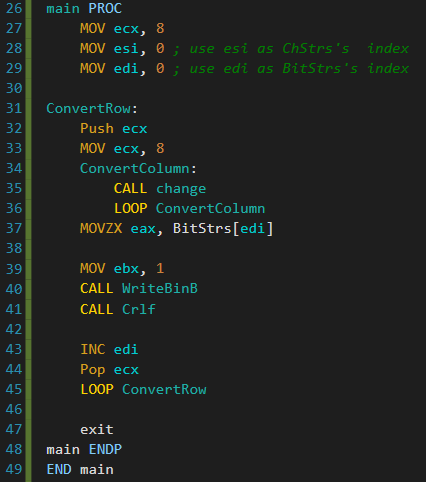 26 main PROC
27     MOV ecx, 8
28     MOV esi, 0 ; use esi as ChStrs's  index
29     MOV edi, 0 ; use edi as BitStrs's index
30
31 ConvertRow:
32     Push ecx
33     MOV ecx, 8
34     ConvertColumn:
35         CALL change
36         LOOP ConvertColumn
37     MOVZX eax, BitStrs[edi]
38
39     MOV ebx, 1
40     CALL WriteBinB
41     CALL Crlf
42
43     INC edi
44     Pop ecx
45     LOOP ConvertRow
46
47     exit
48 main ENDP
49 END main